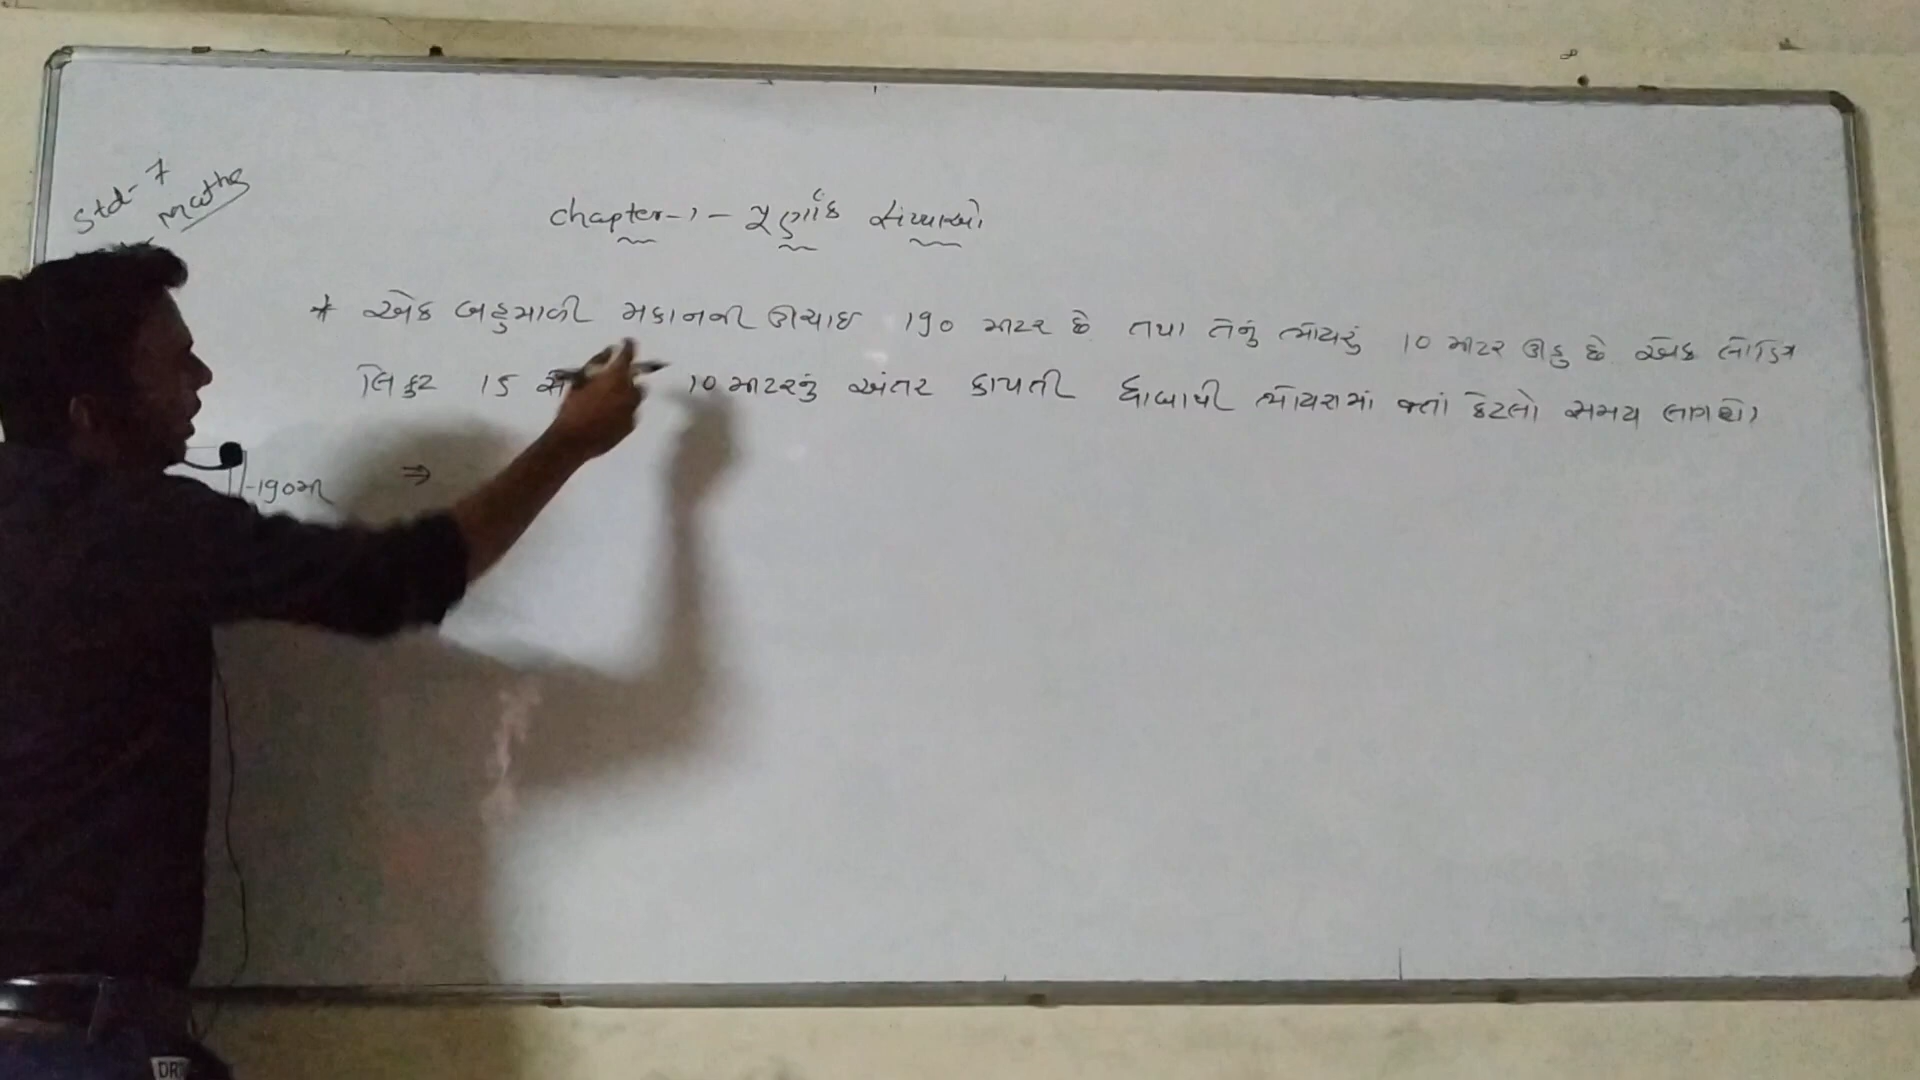 Std-7
Maths
chapter-1 - પૂર્ણાંક સંખ્યાઓ
* એક બહુમાળી મકાનની ઊંચાઇ 190 મીટર છે તથા તેનું ભોંયરું 10 મીટર ઊંડુ છે એક
લિફ્ટ 15 10 મીટરનું અંતર કાપતી ધાબાથી ભોંયરામાં જતાં કેટલો સમય લાગશે?
-190મી ⇒
DR